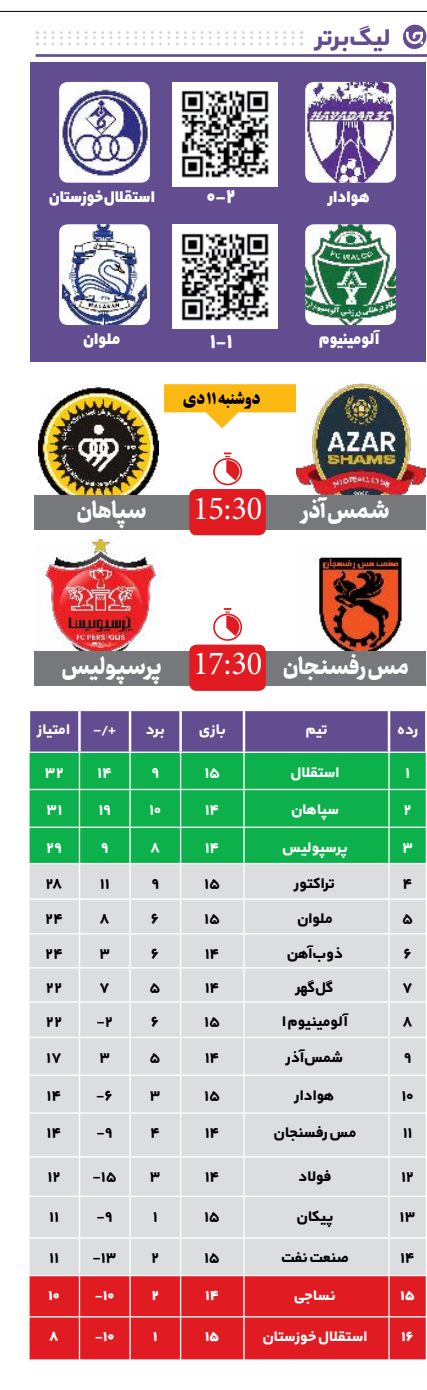 لیگ‌برتر
هوادار ۰-۲ استقلال خوزستان
آلومینیوم ۱-۱ ملوان
دوشنبه ۱۱ دی
شمس‌آذر 15:30 سپاهان
مس رفسنجان 17:30 پرسپولیس
رده تیم بازی برد +/- امتیاز
۱ استقلال ۱۵ ۹ ۱۴ ۳۲
۲ سپاهان ۱۴ ۱۰ ۱۹ ۳۱
۳ پرسپولیس ۱۴ ۸ ۹ ۲۹
۴ تراکتور ۱۵ ۹ ۱۱ ۲۸
۵ ملوان ۱۵ ۶ ۸ ۲۴
۶ ذوب‌آهن ۱۴ ۶ ۳ ۲۴
۷ گل‌گهر ۱۴ ۵ ۷ ۲۲
۸ آلومینیوم ا ۱۵ ۶ -۲ ۲۲
۹ شمس‌آذر ۱۴ ۵ ۳ ۱۷
۱۰ هوادار ۱۵ ۳ -۶ ۱۴
۱۱ مس رفسنجان ۱۴ ۴ -۹ ۱۴
۱۲ فولاد ۱۴ ۳ -۱۵ ۱۲
۱۳ پیکان ۱۵ ۱ -۹ ۱۱
۱۴ صنعت نفت ۱۵ ۲ -۱۳ ۱۱
۱۵ نساجی ۱۴ ۲ -۱۰ ۱۰
۱۶ استقلال خوزستان ۱۵ ۱ -۱۰ ۸